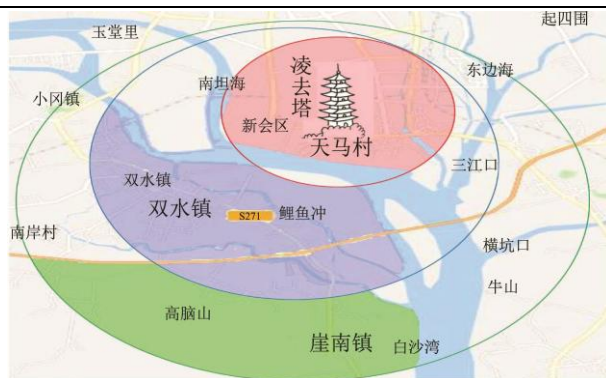 起四围
玉堂里
东边海
凌去塔
南坦海
小冈镇
新会区
天马村
三江口
双水镇
双水镇
S271
鲤鱼冲
南岸村
横坑口
牛山
高脑山
崖南镇
白沙湾